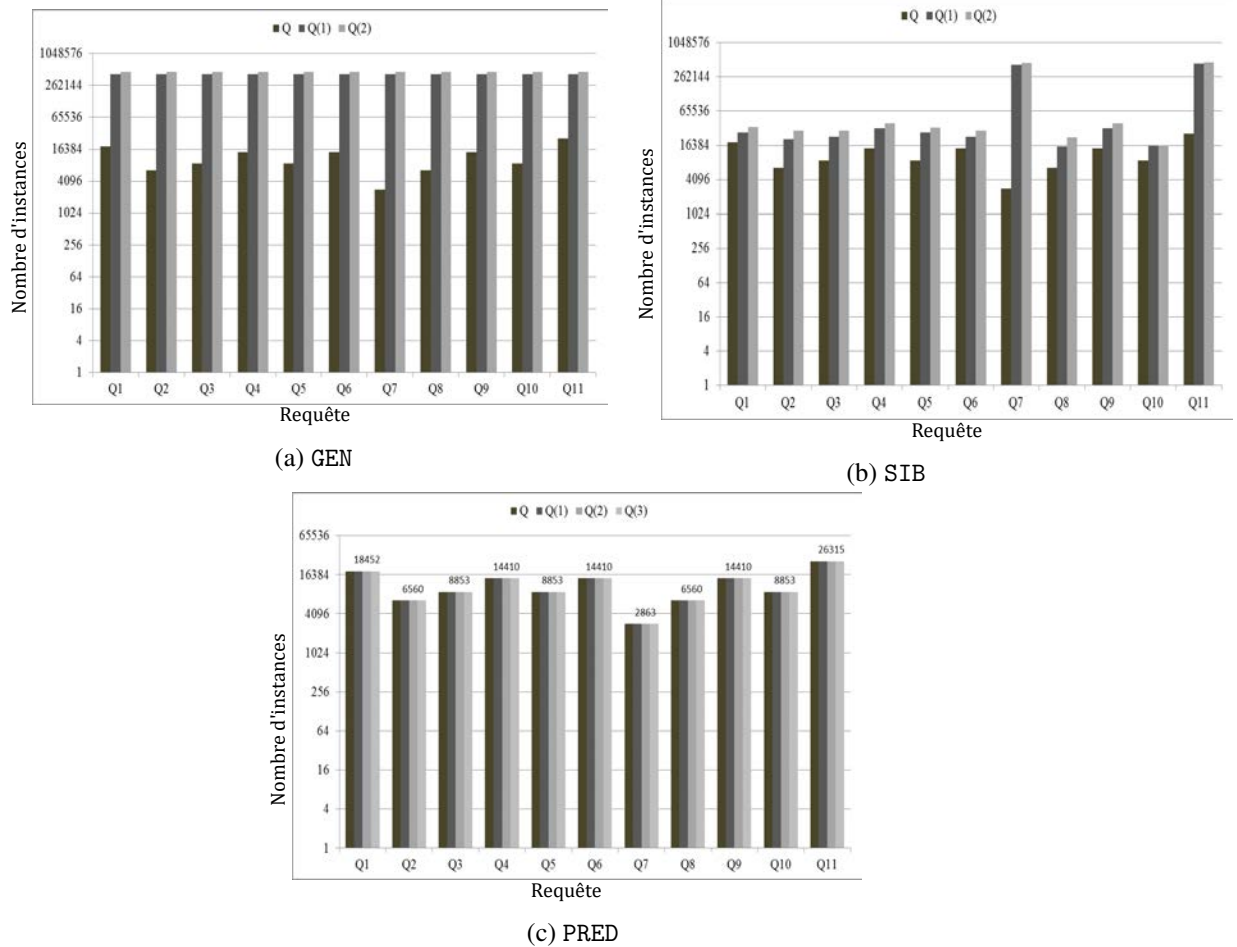 Q Q(1) Q(2)
1048576
262144
65536
16384
4096
1024
256
64
16
4
1
Nombre d'instances
Q1 Q2 Q3 Q4 Q5 Q6 Q7 Q8 Q9 Q10 Q11
Requête
(a) GEN
Q Q(1) Q(2)
1048576
262144
65536
16384
4096
1024
256
64
16
4
1
Nombre d'instances
Q1 Q2 Q3 Q4 Q5 Q6 Q7 Q8 Q9 Q10 Q11
Requête
(b) SIB
Q Q(1) Q(2) Q(3)
65536
16384
4096
1024
256
64
16
4
1
Nombre d'instances
18452 6560 8853 14410 8853 14410 2863 6560 14410 8853 26315
Q1 Q2 Q3 Q4 Q5 Q6 Q7 Q8 Q9 Q10 Q11
Requête
(c) PRED